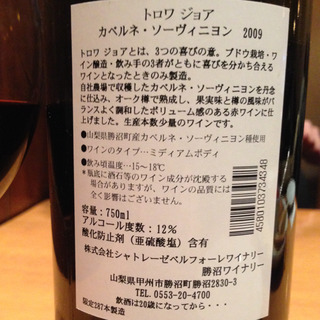 トロワ ジョア
カベルネ・ソーヴィニヨン 2009
トロワ ジョアとは、3つの喜びの意。ブドウ栽培・ワ
イン醸造・飲み手の3者がともに喜びを分かち合える
ワインとなったときのみ製造。
自社農場で収穫したカベルネ・ソーヴィニヨンを丹念
に仕込み、オーク樽で熟成し、果実味と樽の風味がバ
ランスよく調和したボリューム感のある赤ワインに仕上
げました。生産本数少量のワインです。
●山梨県勝沼町産カベルネ・ソーヴィニヨン種使用
●ワインのタイプ…ミディアムボディ
●飲み頃温度…15~18℃
*瓶底に酒石等のワイン成分が沈殿する
場合がありますが、ワインの品質には
全く影響ございません。
容量:750ml
アルコール度数:12%
酸化防止剤(亜硫酸塩)含有
株式会社シャトレーゼベルフォーレワイナリー
勝沼ワイナリー
山梨県甲州市勝沼町勝沼2830-3
TEL. 0553-20-4700
飲酒は20歳になってから・・・
限定287本製造
4580103734348